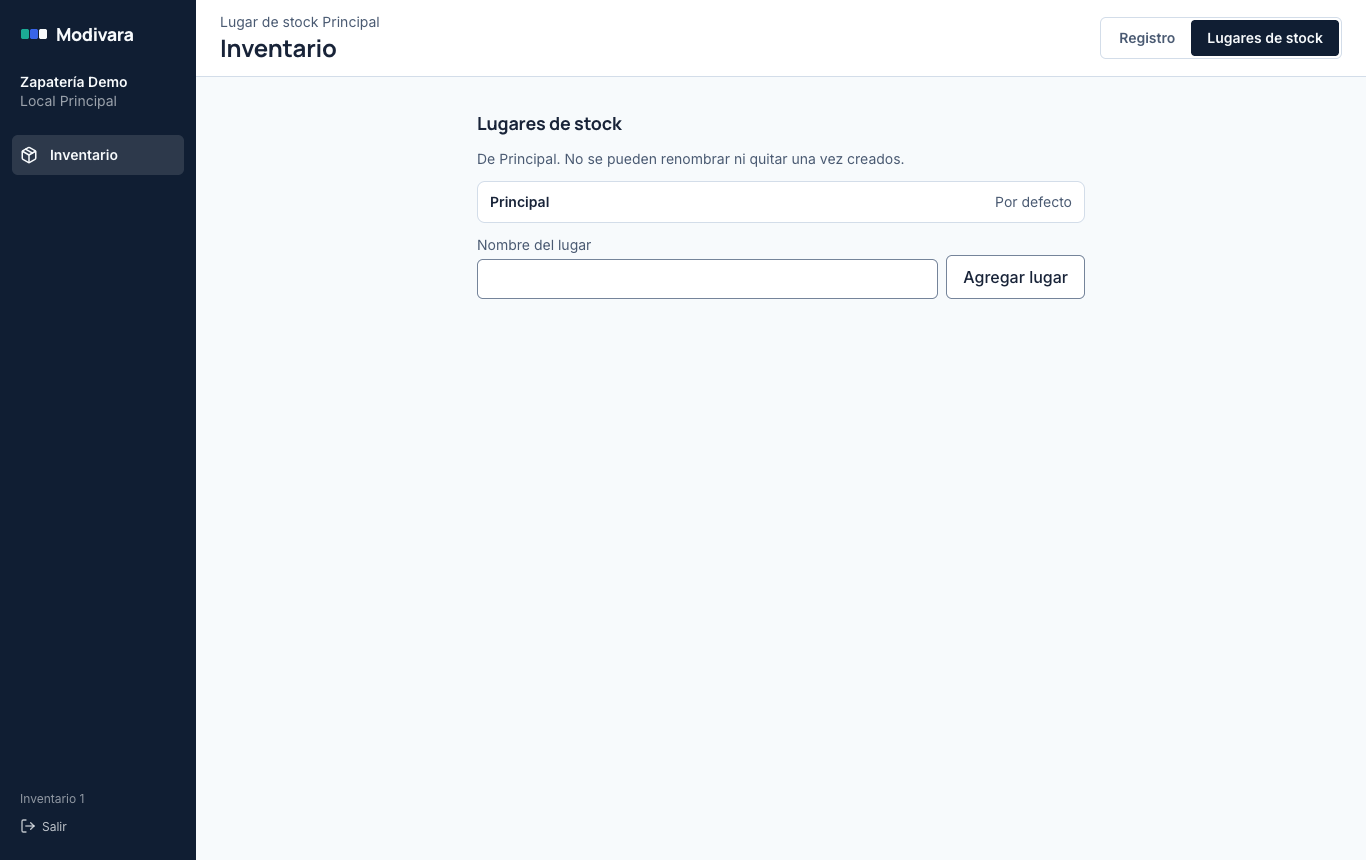 Modivara
Zapatería Demo
Local Principal
Inventario
Inventario 1
Salir
Lugar de stock Principal
Inventario
Registro
Lugares de stock
Lugares de stock
De Principal. No se pueden renombrar ni quitar una vez creados.
Principal
Por defecto
Nombre del lugar
Agregar lugar